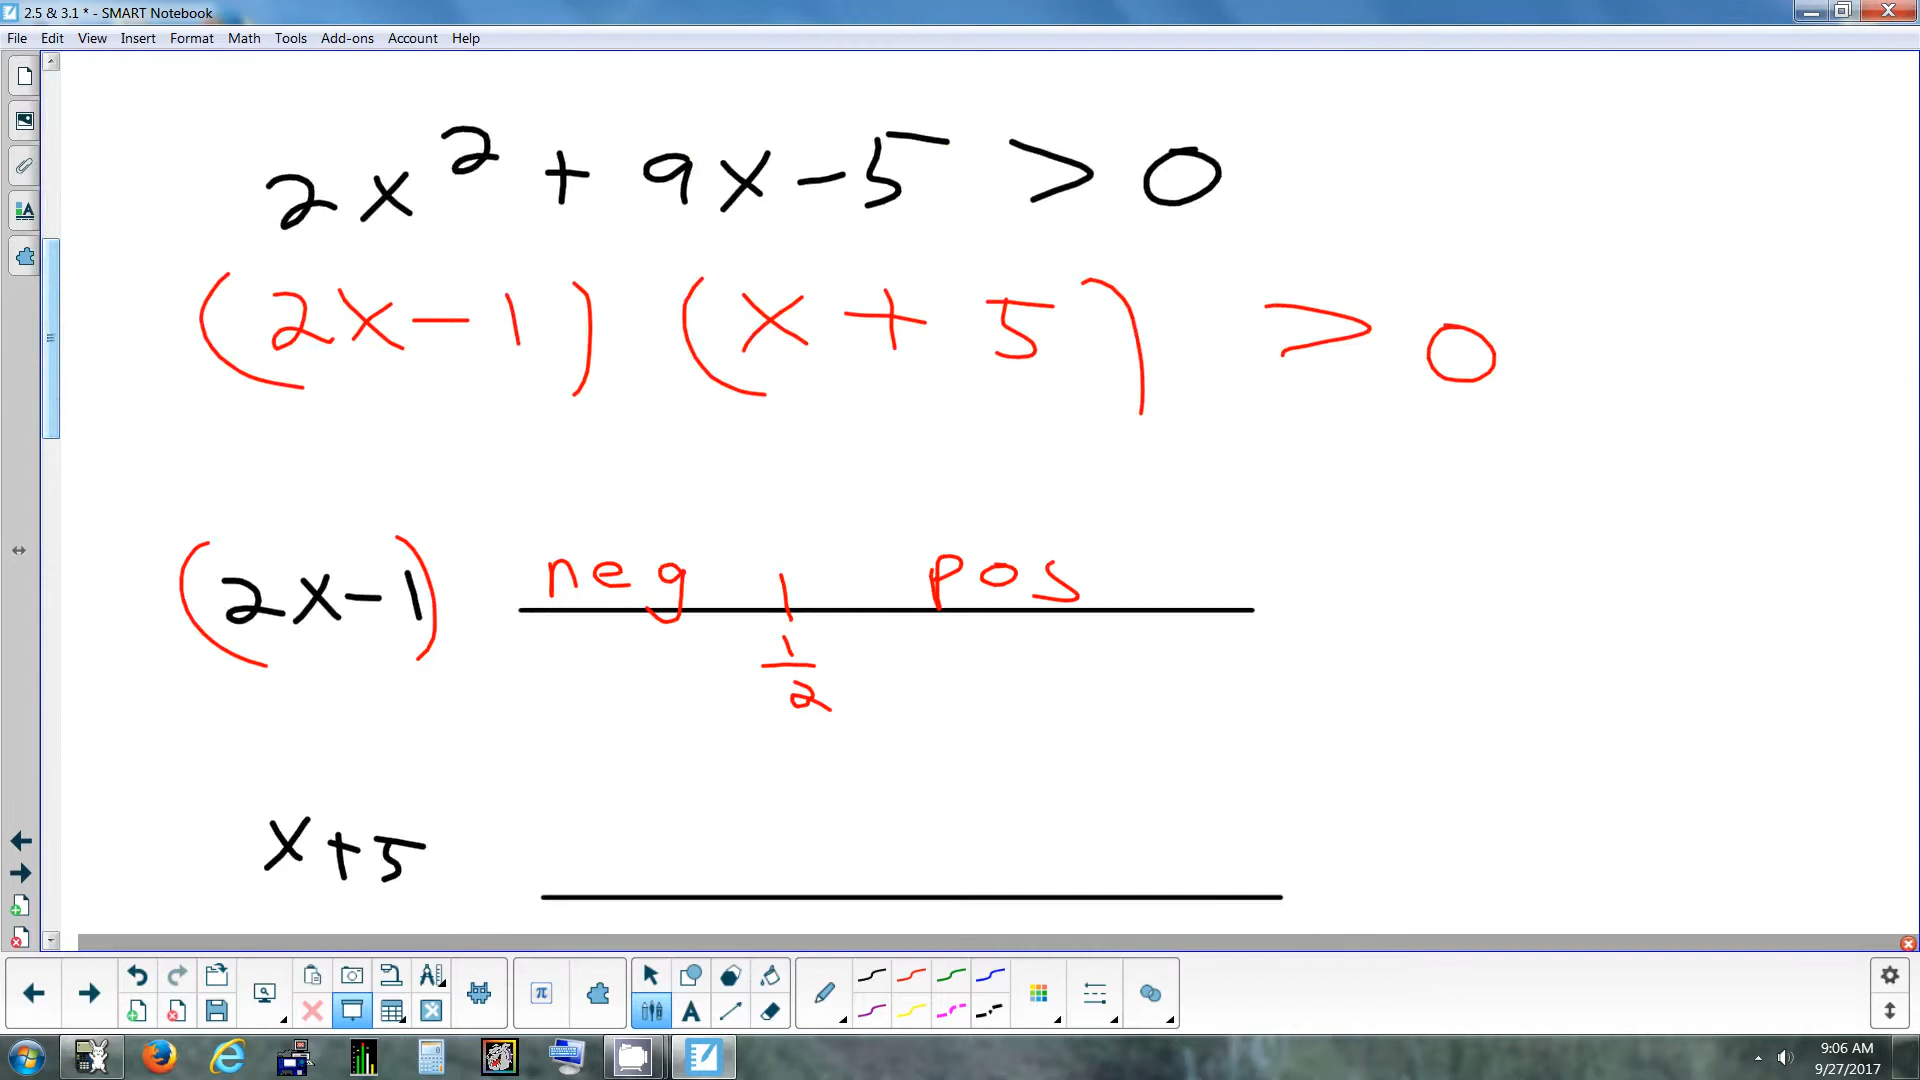 2.5 & 3.1 * - SMART Notebook
File Edit View Insert Format Math Tools Add-ons Account Help
2x² + 9x - 5 > 0
(2x - 1) (x + 5) > 0
(2x - 1) neg pos
1/2
x + 5
9:06 AM
9/27/2017